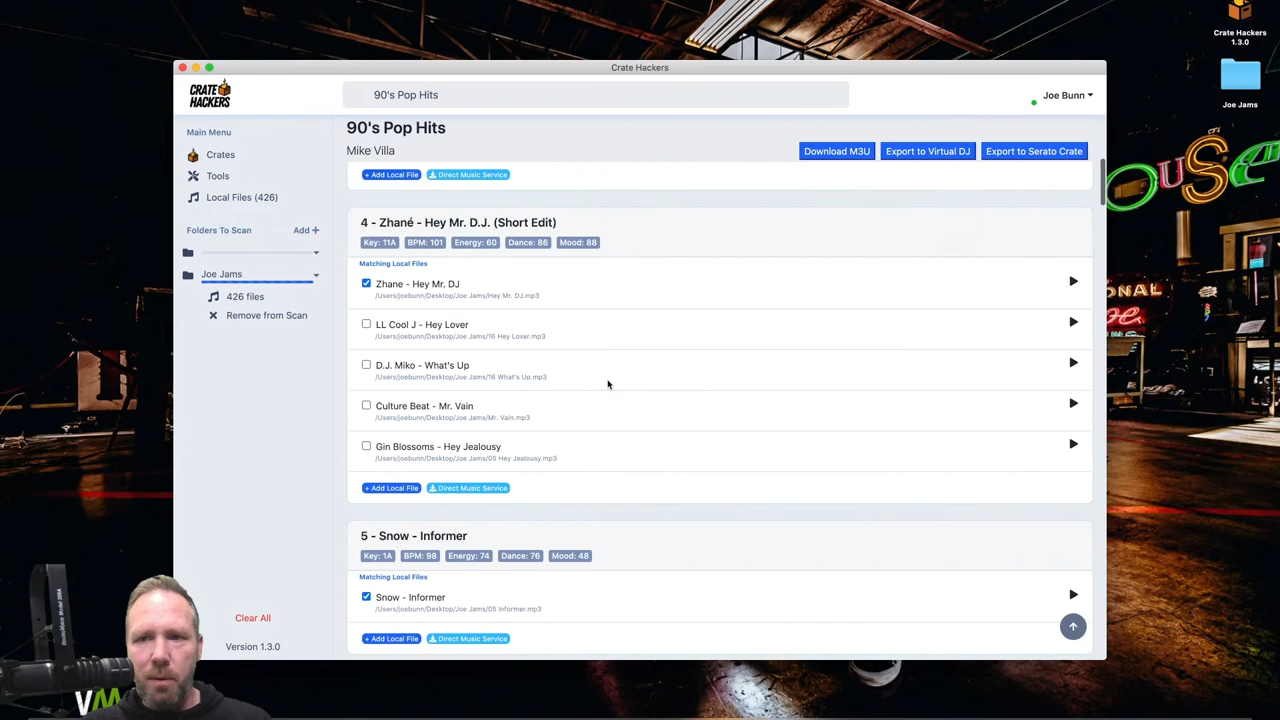 Crate Hackers
Crate Hackers
1.3.0
CRATE
HACKERS
90's Pop Hits
Joe Bunn
Joe Jams
Main Menu
Crates
Tools
Local Files (426)
Folders To Scan
Add +
Joe Jams
426 files
Remove from Scan
Clear All
Version 1.3.0
90's Pop Hits
Mike Villa
Download M3U
Export to Virtual DJ
Export to Serato Crate
+ Add Local File
Direct Music Service
4 - Zhané - Hey Mr. D.J. (Short Edit)
Key: 11A
BPM: 101
Energy: 60
Dance: 86
Mood: 88
Matching Local Files
Zhane - Hey Mr. DJ
/Users/joebunn/Desktop/Joe Jams/Hey Mr. DJ.mp3
LL Cool J - Hey Lover
/Users/joebunn/Desktop/Joe Jams/16 Hey Lover.mp3
D.J. Miko - What's Up
/Users/joebunn/Desktop/Joe Jams/16 What's Up.mp3
Culture Beat - Mr. Vain
/Users/joebunn/Desktop/Joe Jams/Mr. Vain.mp3
Gin Blossoms - Hey Jealousy
/Users/joebunn/Desktop/Joe Jams/05 Hey Jealousy.mp3
+ Add Local File
Direct Music Service
5 - Snow - Informer
Key: 1A
BPM: 98
Energy: 74
Dance: 76
Mood: 48
Matching Local Files
Snow - Informer
/Users/joebunn/Desktop/Joe Jams/05 Informer.mp3
+ Add Local File
Direct Music Service